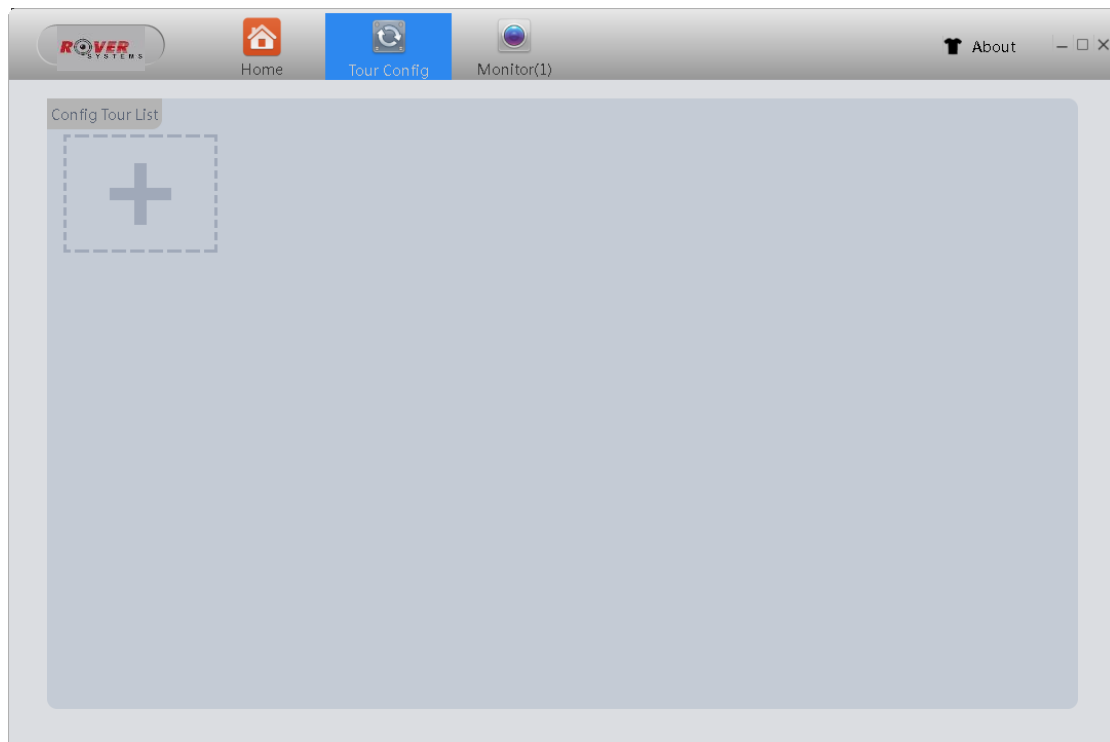 ROVER
SYSTEMS
Home
Tour Config
Monitor(1)
About
Config Tour List